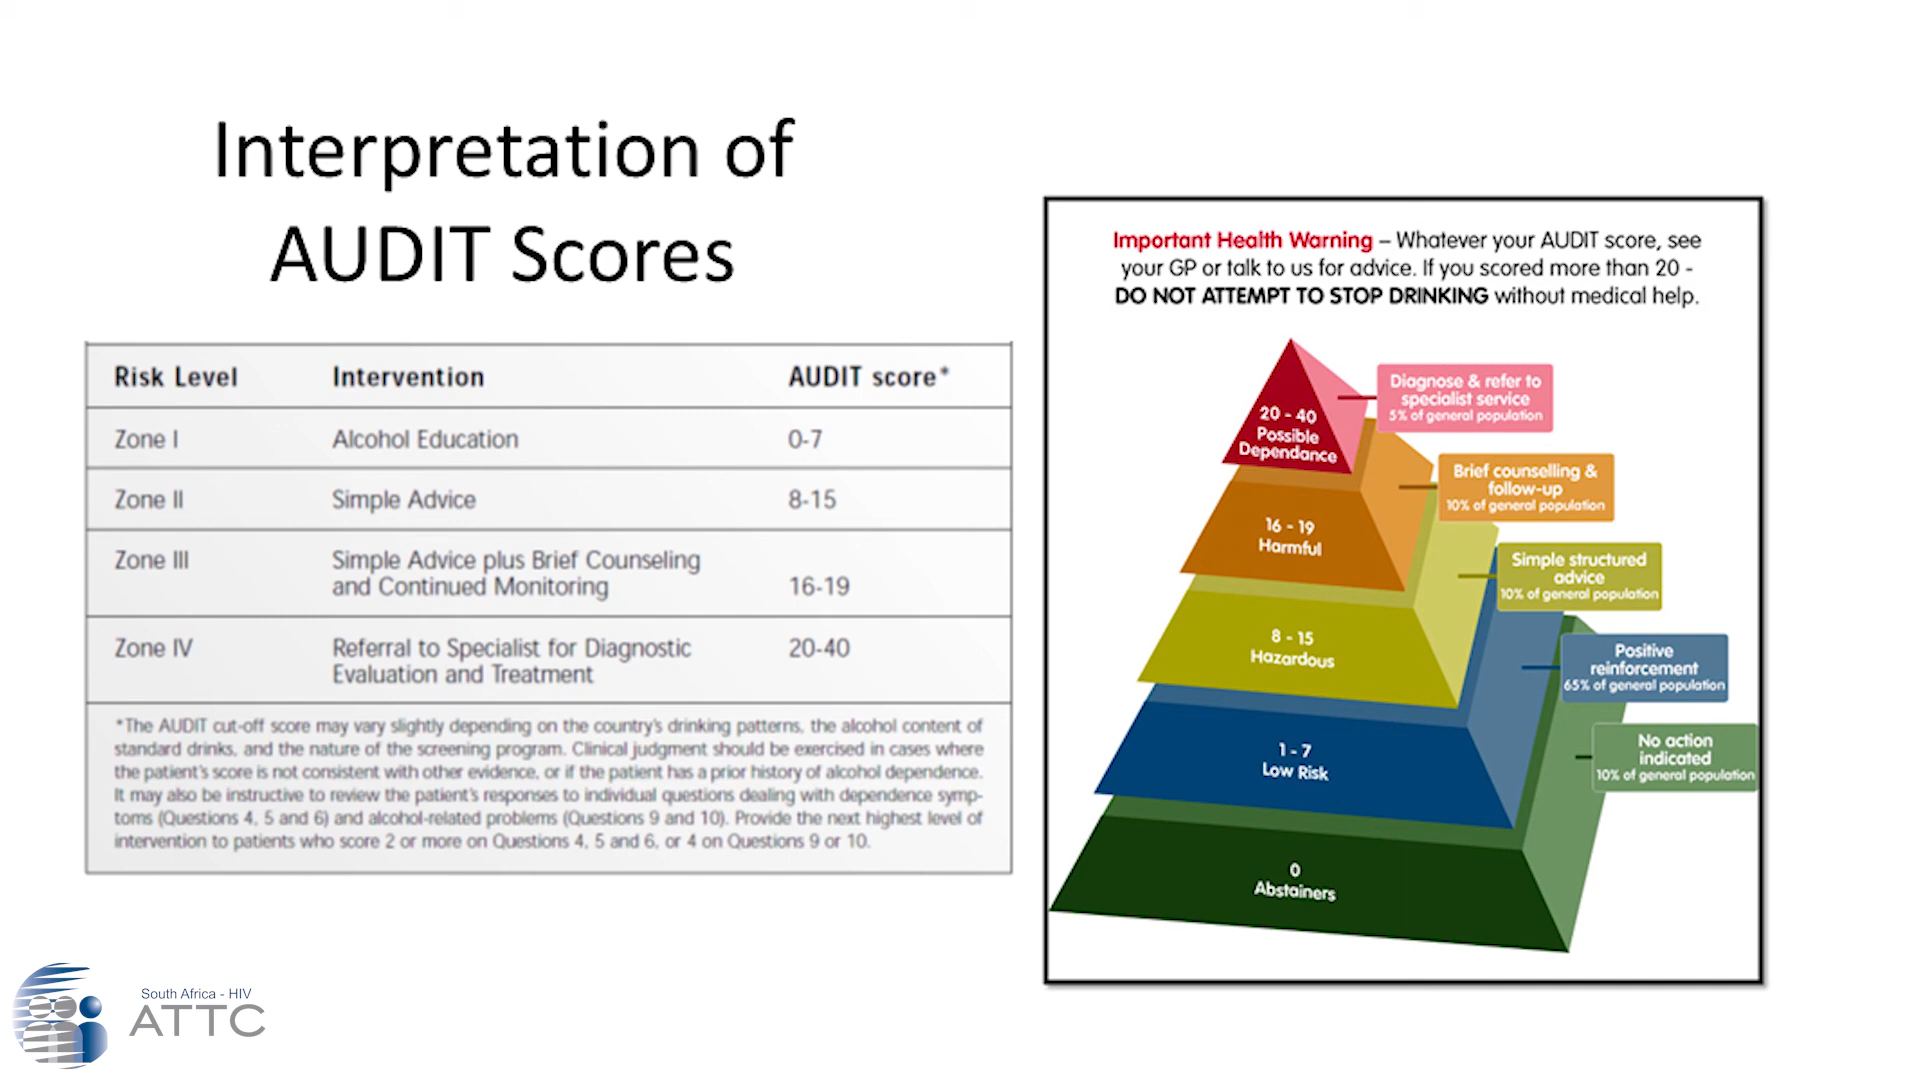 Interpretation of
AUDIT Scores
Risk Level Intervention AUDIT score*
Zone I Alcohol Education 0-7
Zone II Simple Advice 8-15
Zone III Simple Advice plus Brief Counseling
and Continued Monitoring 16-19
Zone IV Referral to Specialist for Diagnostic 20-40
Evaluation and Treatment
*The AUDIT cut-off score may vary slightly depending on the country's drinking patterns, the alcohol content of
standard drinks, and the nature of the screening program. Clinical judgment should be exercised in cases where
the patient's score is not consistent with other evidence, or if the patient has a prior history of alcohol dependence.
It may also be instructive to review the patient's responses to individual questions dealing with dependence symp-
toms (Questions 4, 5 and 6) and alcohol-related problems (Questions 9 and 10). Provide the next highest level of
intervention to patients who score 2 or more on Questions 4, 5 and 6, or 4 on Questions 9 or 10.
Important Health Warning – Whatever your AUDIT score, see
your GP or talk to us for advice. If you scored more than 20 -
DO NOT ATTEMPT TO STOP DRINKING without medical help.
20 - 40
Possible
Dependance
Diagnose & refer to
specialist service
5% of general population
16 - 19
Harmful
Brief counselling &
follow-up
10% of general population
8 - 15
Hazardous
Simple structured
advice
10% of general population
1 - 7
Low Risk
Positive
reinforcement
65% of general population
0
Abstainers
No action
indicated
10% of general population
South Africa - HIV
ATTC